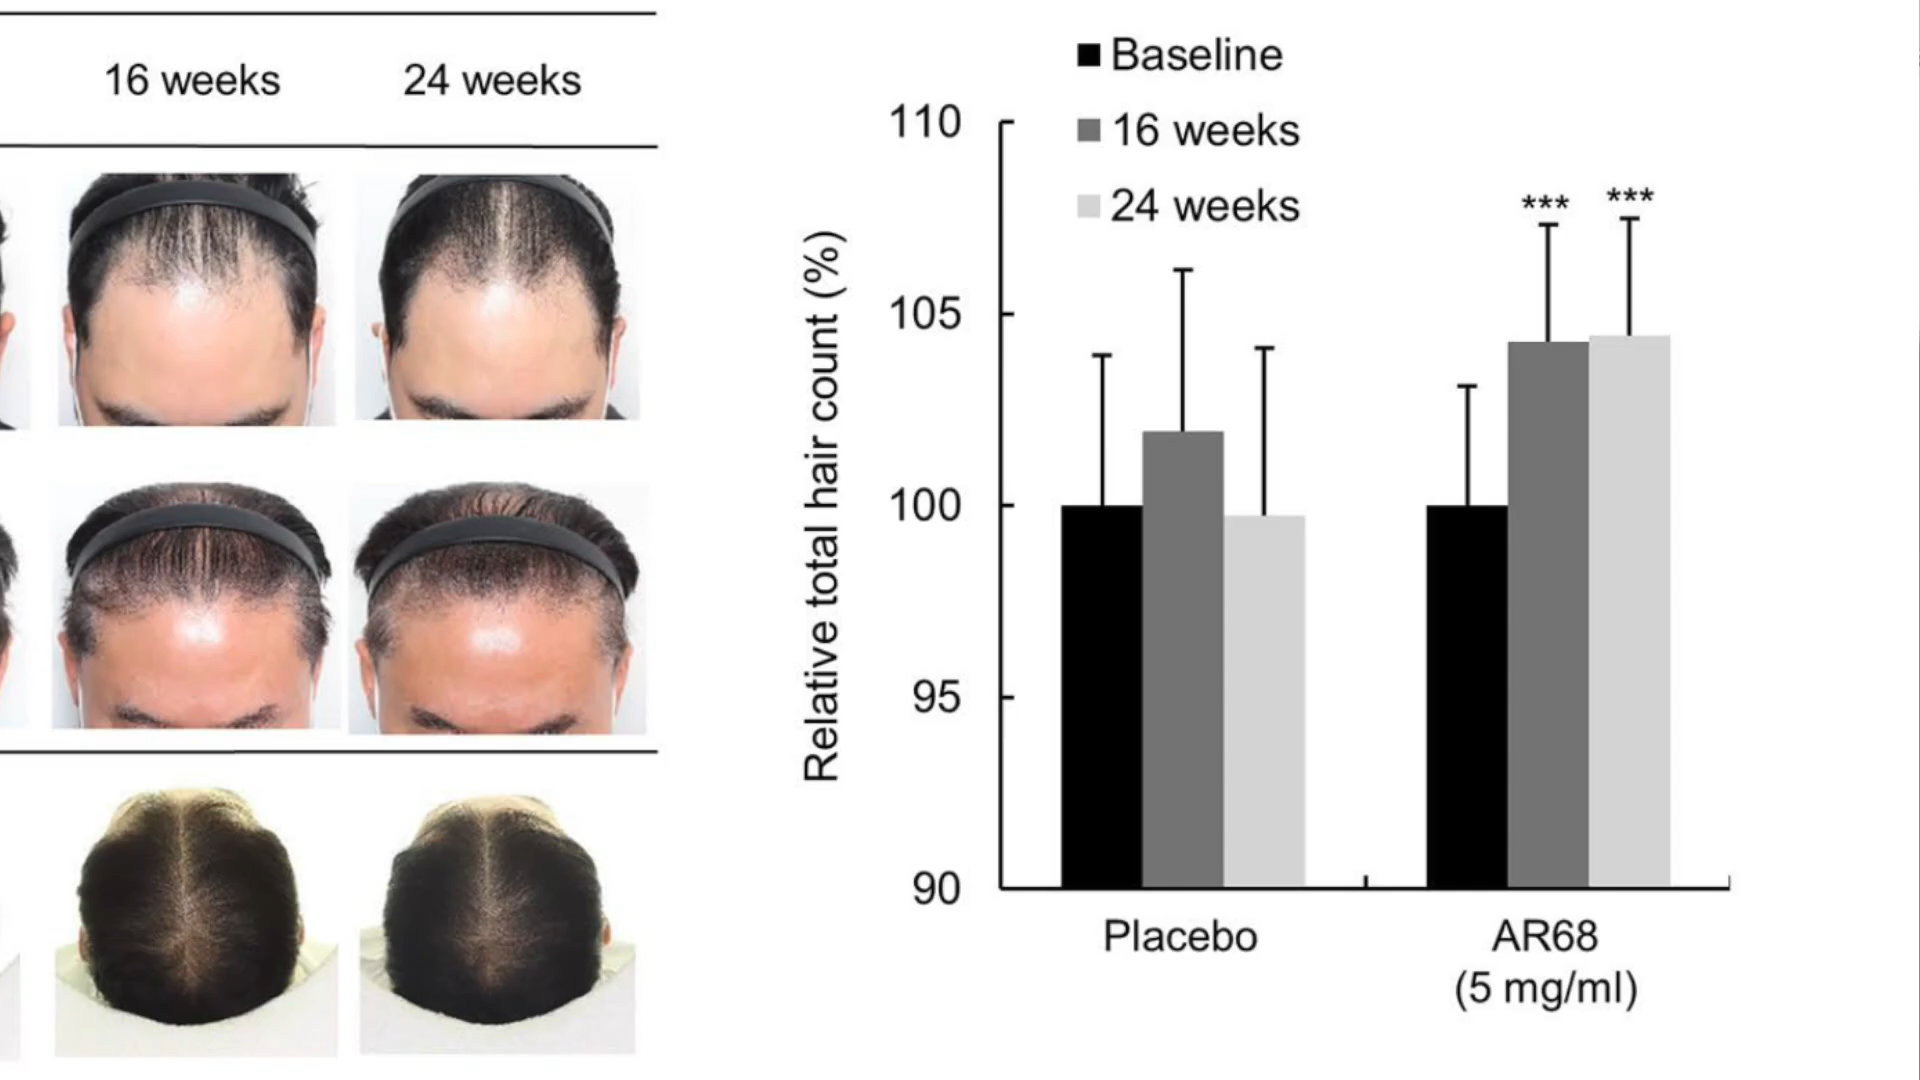 16 weeks 24 weeks
Baseline
16 weeks
24 weeks
110
105
100
95
90
Relative total hair count (%)
*** ***
Placebo AR68
(5 mg/ml)